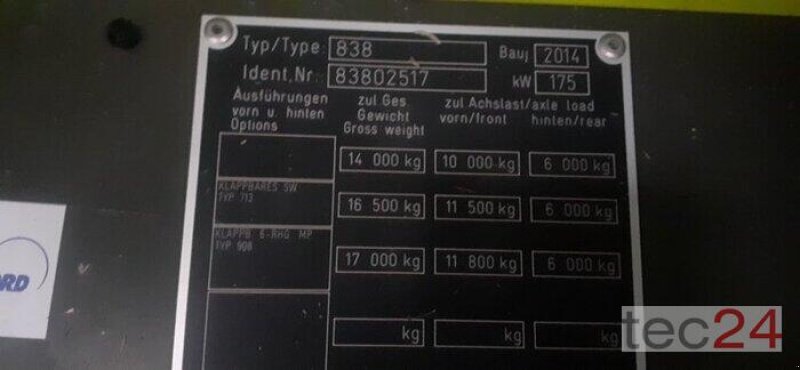 Typ/Type 838 Bauj 2014
Ident.Nr. 83802517 kW 175
Ausführungen zul Ges. zul Achslast/axle load
vorn u. hinten Gewicht vorn/front hinten/rear
Options Gross weight
14 000 kg 10 000 kg 6 000 kg
KLAPPBARES SW
TYP 713
16 500 kg 11 500 kg 6 000 kg
KLAPPB 6-RHG MP
TYP 908
17 000 kg 11 800 kg 6 000 kg
kg kg kg
ORD
tec24